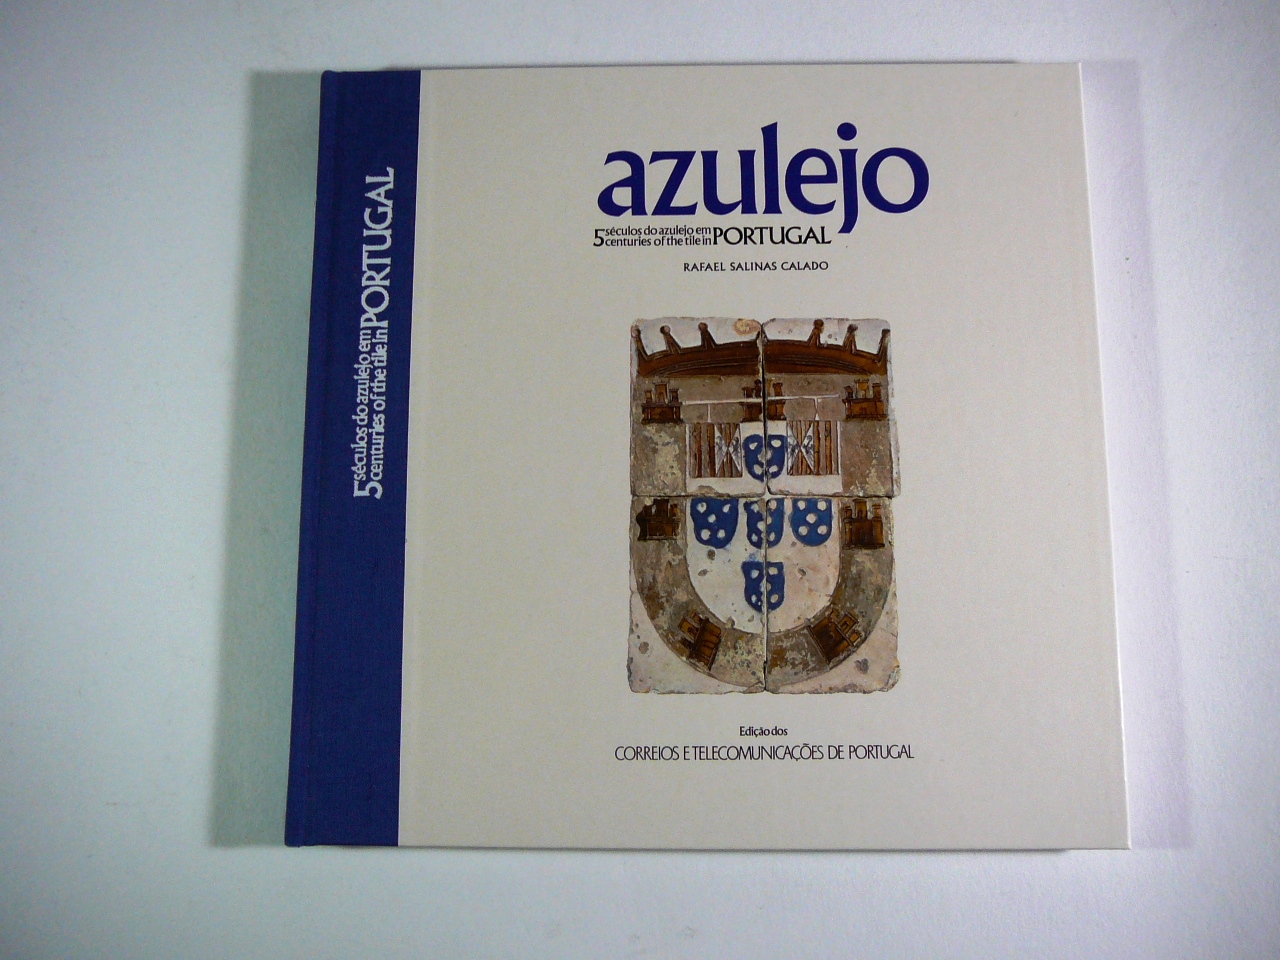 5 séculos do azulejo em
centuries of the tile in PORTUGAL
azulejo
5 séculos do azulejo em
centuries of the tile in PORTUGAL
RAFAEL SALINAS CALADO
Edição dos
CORREIOS E TELECOMUNICAÇÕES DE PORTUGAL